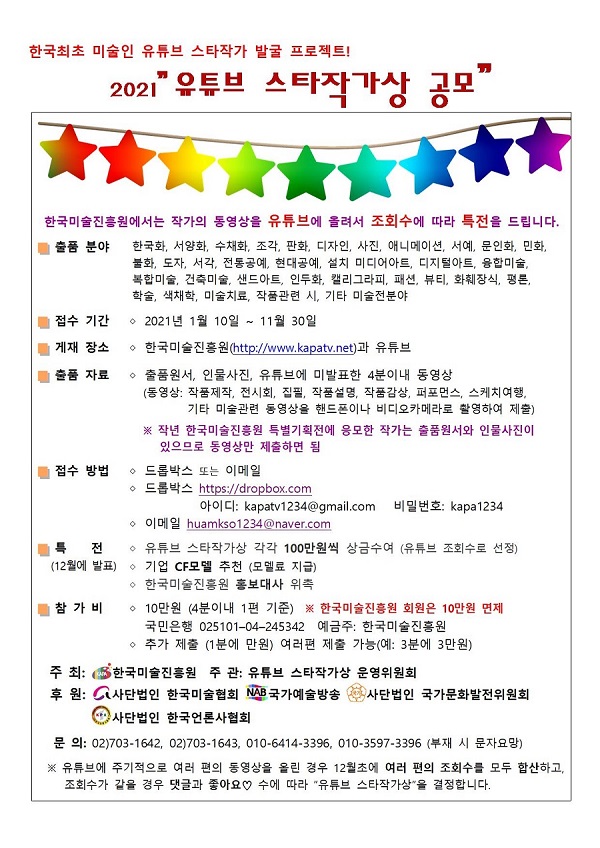 한국최초 미술인 유튜브 스타작가 발굴 프로젝트!
2021 " 유튜브 스타작가상 공모 "
한국미술진흥원에서는 작가의 동영상을 유튜브에 올려서 조회수에 따라 특전을 드립니다.
출품 분야 한국화, 서양화, 수채화, 조각, 판화, 디자인, 사진, 애니메이션, 서예, 문인화, 민화,
불화, 도자, 서각, 전통공예, 현대공예, 설치 미디어아트, 디지털아트, 융합미술,
복합미술, 건축미술, 샌드아트, 인두화, 캘리그라피, 패션, 뷰티, 화훼장식, 평론,
학술, 색채학, 미술치료, 작품관련 시, 기타 미술전분야
접수 기간 ◇ 2021년 1월 10일 ~ 11월 30일
게재 장소 ◇ 한국미술진흥원(http://www.kapatv.net)과 유튜브
출품 자료 ◇ 출품원서, 인물사진, 유튜브에 미발표한 4분이내 동영상
(동영상: 작품제작, 전시회, 집필, 작품설명, 작품감상, 퍼포먼스, 스케치여행,
기타 미술관련 동영상을 핸드폰이나 비디오카메라로 촬영하여 제출)
※ 작년 한국미술진흥원 특별기획전에 응모한 작가는 출품원서와 인물사진이
있으므로 동영상만 제출하면 됨
접수 방법 ◇ 드롭박스 또는 이메일
◇ 드롭박스 https://dropbox.com
아이디: kapatv1234@gmail.com 비밀번호: kapa1234
◇ 이메일 huamkso1234@naver.com
특 전 ◇ 유튜브 스타작가상 각각 100만원씩 상금수여 (유튜브 조회수로 선정)
(12월에 발표) ◇ 기업 CF모델 추천 (모델료 지급)
◇ 한국미술진흥원 홍보대사 위촉
참 가 비 ◇ 10만원 (4분이내 1편 기준) ※ 한국미술진흥원 회원은 10만원 면제
국민은행 025101–04–245342 예금주: 한국미술진흥원
◇ 추가 제출 (1분에 만원) 여러편 제출 가능(예: 3분에 3만원)
주 최: 한국미술진흥원 주 관: 유튜브 스타작가상 운영위원회
후 원: 사단법인 한국미술협회 NAB 국가예술방송 사단법인 국가문화발전위원회
사단법인 한국언론사협회
문 의: 02)703-1642, 02)703-1643, 010-6414-3396, 010-3597-3396 (부재 시 문자요망)
※ 유튜브에 주기적으로 여러 편의 동영상을 올린 경우 12월초에 여러 편의 조회수를 모두 합산하고,
조회수가 같을 경우 댓글과 좋아요♡ 수에 따라 "유튜브 스타작가상"을 결정합니다.